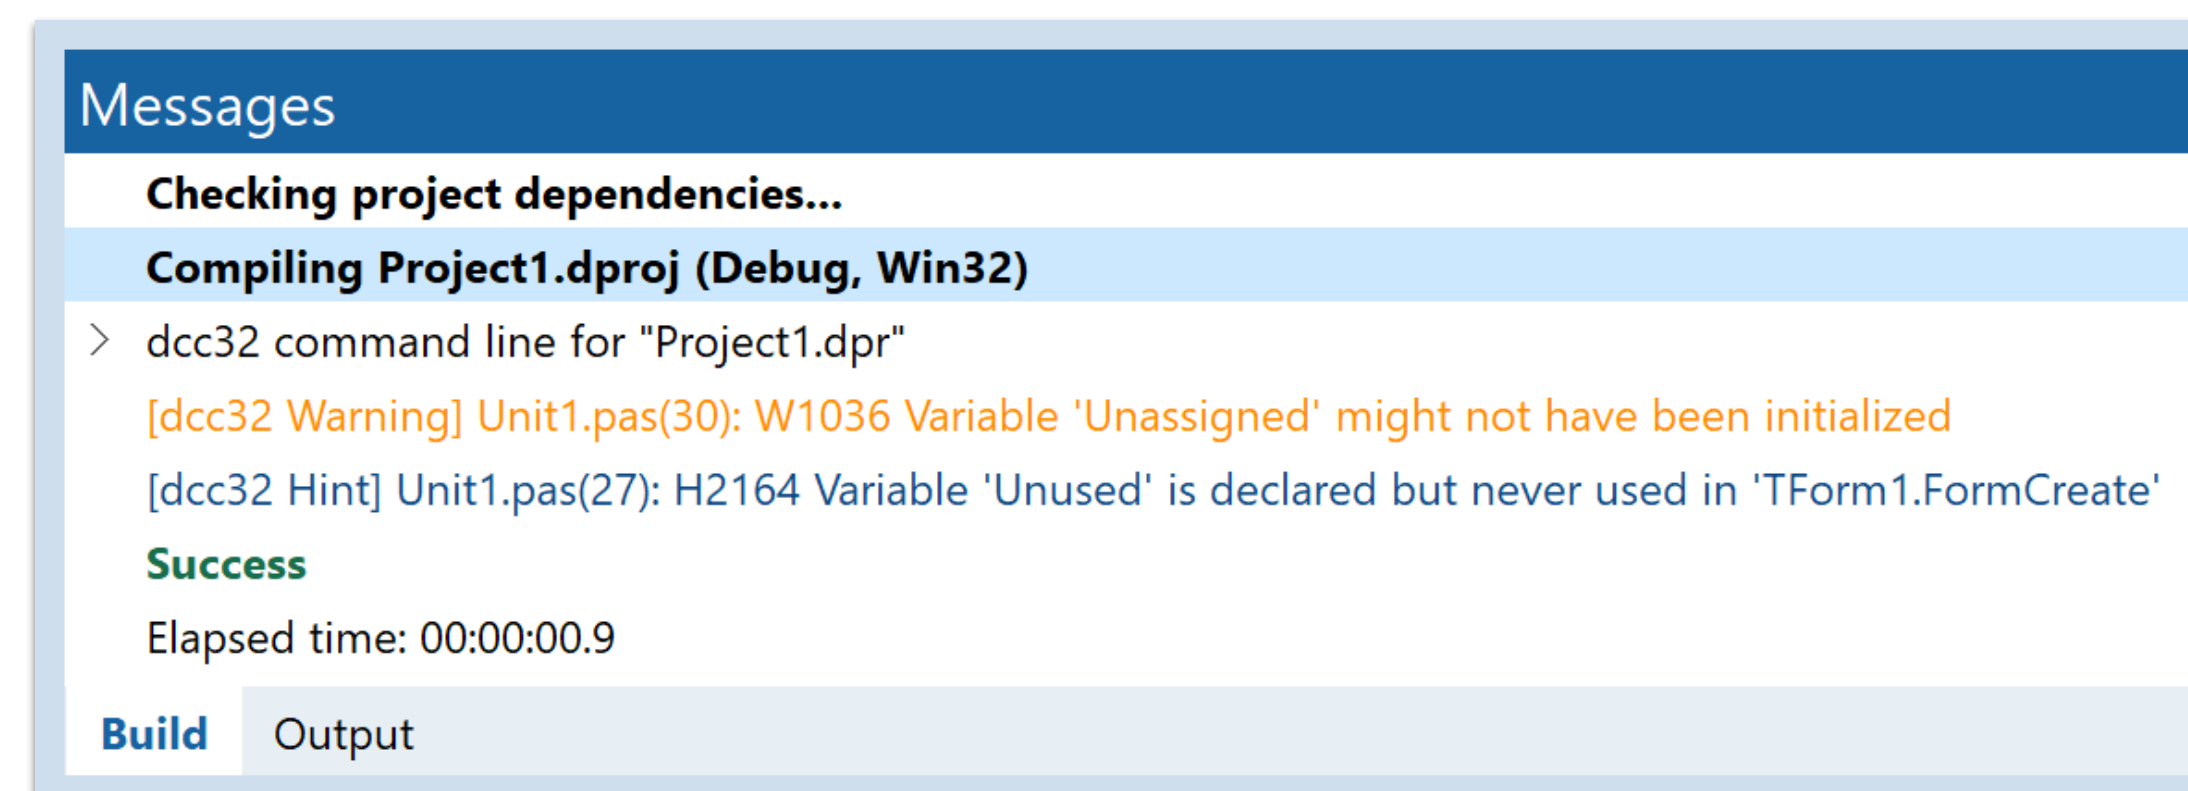 Messages
Checking project dependencies...
Compiling Project1.dproj (Debug, Win32)
dcc32 command line for "Project1.dpr"
[dcc32 Warning] Unit1.pas(30): W1036 Variable 'Unassigned' might not have been initialized
[dcc32 Hint] Unit1.pas(27): H2164 Variable 'Unused' is declared but never used in 'TForm1.FormCreate'
Success
Elapsed time: 00:00:00.9
Build Output